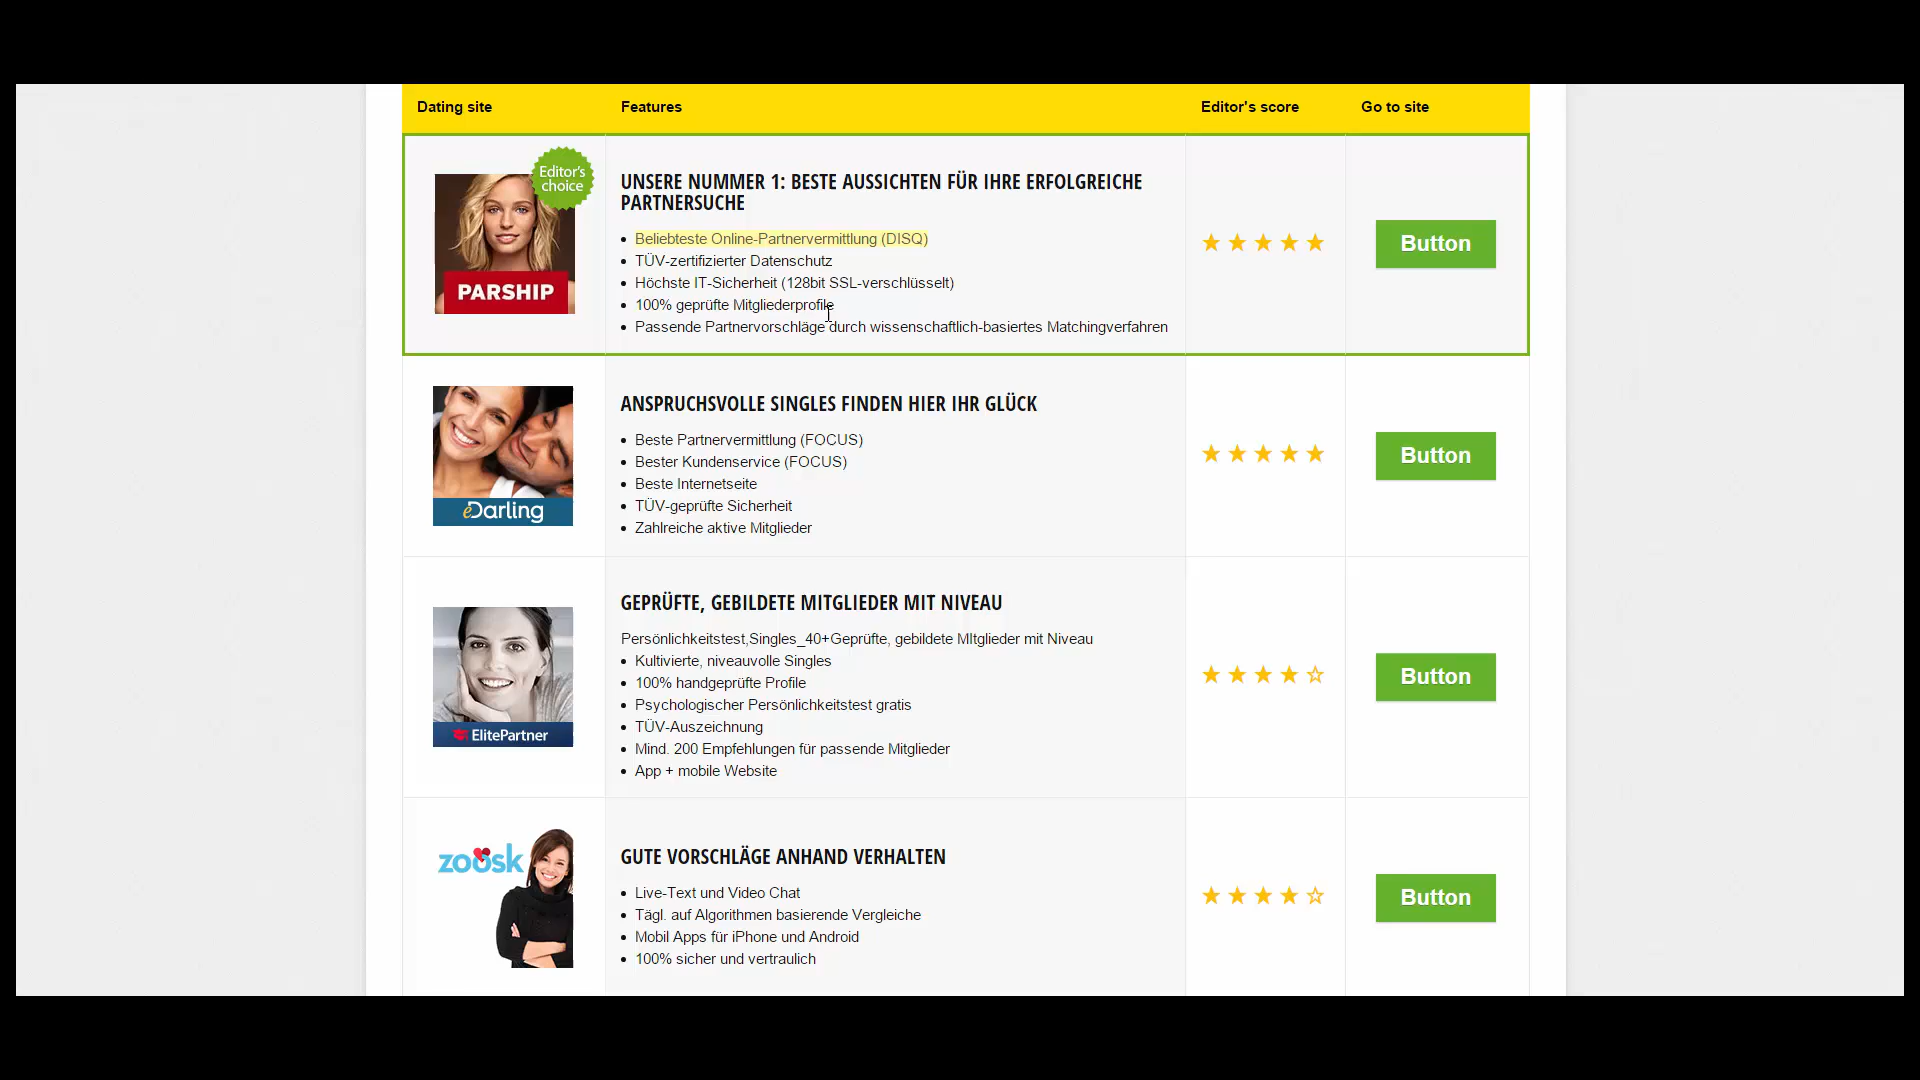 Dating site
Features
Editor's score
Go to site
Editor's
choice
PARSHIP
UNSERE NUMMER 1: BESTE AUSSICHTEN FÜR IHRE ERFOLGREICHE
PARTNERSUCHE
Beliebteste Online-Partnervermittlung (DISQ)
TÜV-zertifizierter Datenschutz
Höchste IT-Sicherheit (128bit SSL-verschlüsselt)
100% geprüfte Mitgliederprofile
Passende Partnervorschläge durch wissenschaftlich-basiertes Matchingverfahren
Button
eDarling
ANSPRUCHSVOLLE SINGLES FINDEN HIER IHR GLÜCK
Beste Partnervermittlung (FOCUS)
Bester Kundenservice (FOCUS)
Beste Internetseite
TÜV-geprüfte Sicherheit
Zahlreiche aktive Mitglieder
Button
ElitePartner
GEPRÜFTE, GEBILDETE MITGLIEDER MIT NIVEAU
Persönlichkeitstest,Singles_40+Geprüfte, gebildete MItglieder mit Niveau
Kultivierte, niveauvolle Singles
100% handgeprüfte Profile
Psychologischer Persönlichkeitstest gratis
TÜV-Auszeichnung
Mind. 200 Empfehlungen für passende Mitglieder
App + mobile Website
Button
zoosk
GUTE VORSCHLÄGE ANHAND VERHALTEN
Live-Text und Video Chat
Tägl. auf Algorithmen basierende Vergleiche
Mobil Apps für iPhone und Android
100% sicher und vertraulich
Button